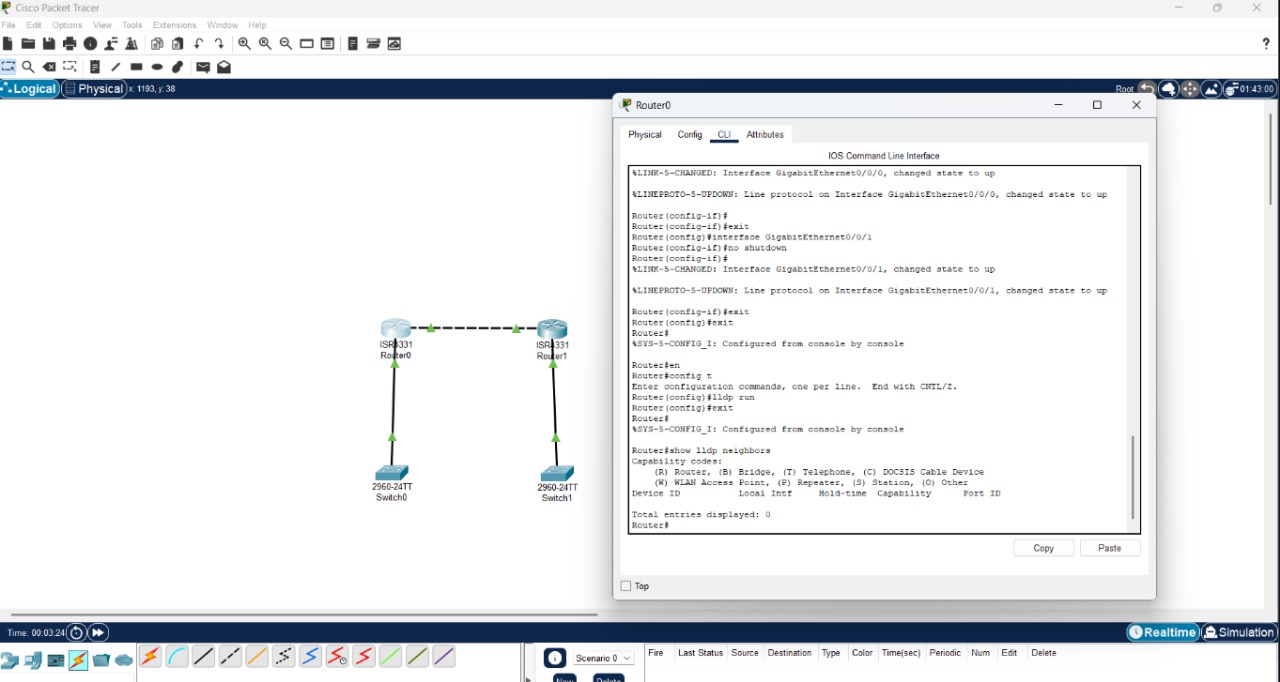 Cisco Packet Tracer
File Edit Options View Tools Extensions Window Help
?
Logical Physical x: 1193, y: 38
Root 01:43:00
Router0
Physical Config CLI Attributes
IOS Command Line Interface
%LINK-5-CHANGED: Interface GigabitEthernet0/0/0, changed state to up
%LINEPROTO-5-UPDOWN: Line protocol on Interface GigabitEthernet0/0/0, changed state to up
Router(config-if)#
Router(config-if)#exit
Router(config)#interface GigabitEthernet0/0/1
Router(config-if)#no shutdown
Router(config-if)#
%LINK-5-CHANGED: Interface GigabitEthernet0/0/1, changed state to up
%LINEPROTO-5-UPDOWN: Line protocol on Interface GigabitEthernet0/0/1, changed state to up
Router(config-if)#exit
Router(config)#exit
Router#
%SYS-5-CONFIG_I: Configured from console by console
Router#en
Router#config t
Enter configuration commands, one per line. End with CNTL/Z.
Router(config)#lldp run
Router(config)#exit
Router#
%SYS-5-CONFIG_I: Configured from console by console
Router#show lldp neighbors
Capability codes:
(R) Router, (B) Bridge, (T) Telephone, (C) DOCSIS Cable Device
(W) WLAN Access Point, (P) Repeater, (S) Station, (O) Other
Device ID Local Intf Hold-time Capability Port ID
Total entries displayed: 0
Router#
Copy Paste
Top
ISR4331
Router0
ISR4331
Router1
2960-24TT
Switch0
2960-24TT
Switch1
Time: 00:03:24
Realtime Simulation
Scenario 0
New Delete
Fire Last Status Source Destination Type Color Time(sec) Periodic Num Edit Delete